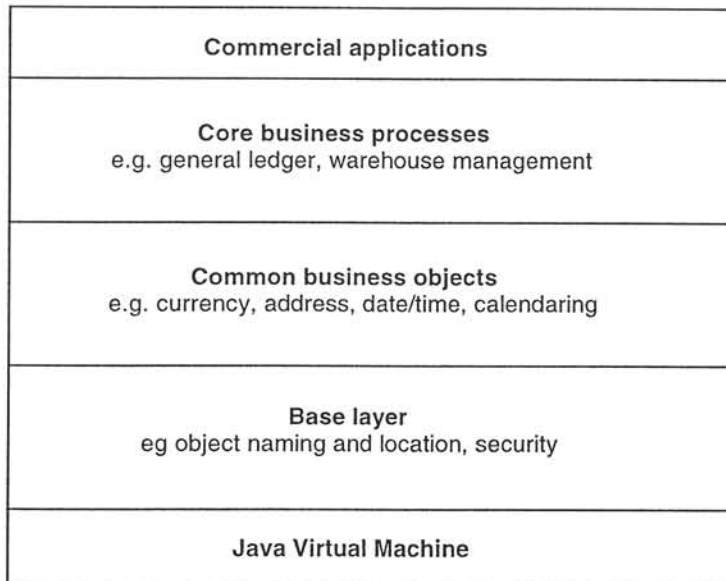 Commercial applications
Core business processes
e.g. general ledger, warehouse management
Common business objects
e.g. currency, address, date/time, calendaring
Base layer
eg object naming and location, security
Java Virtual Machine